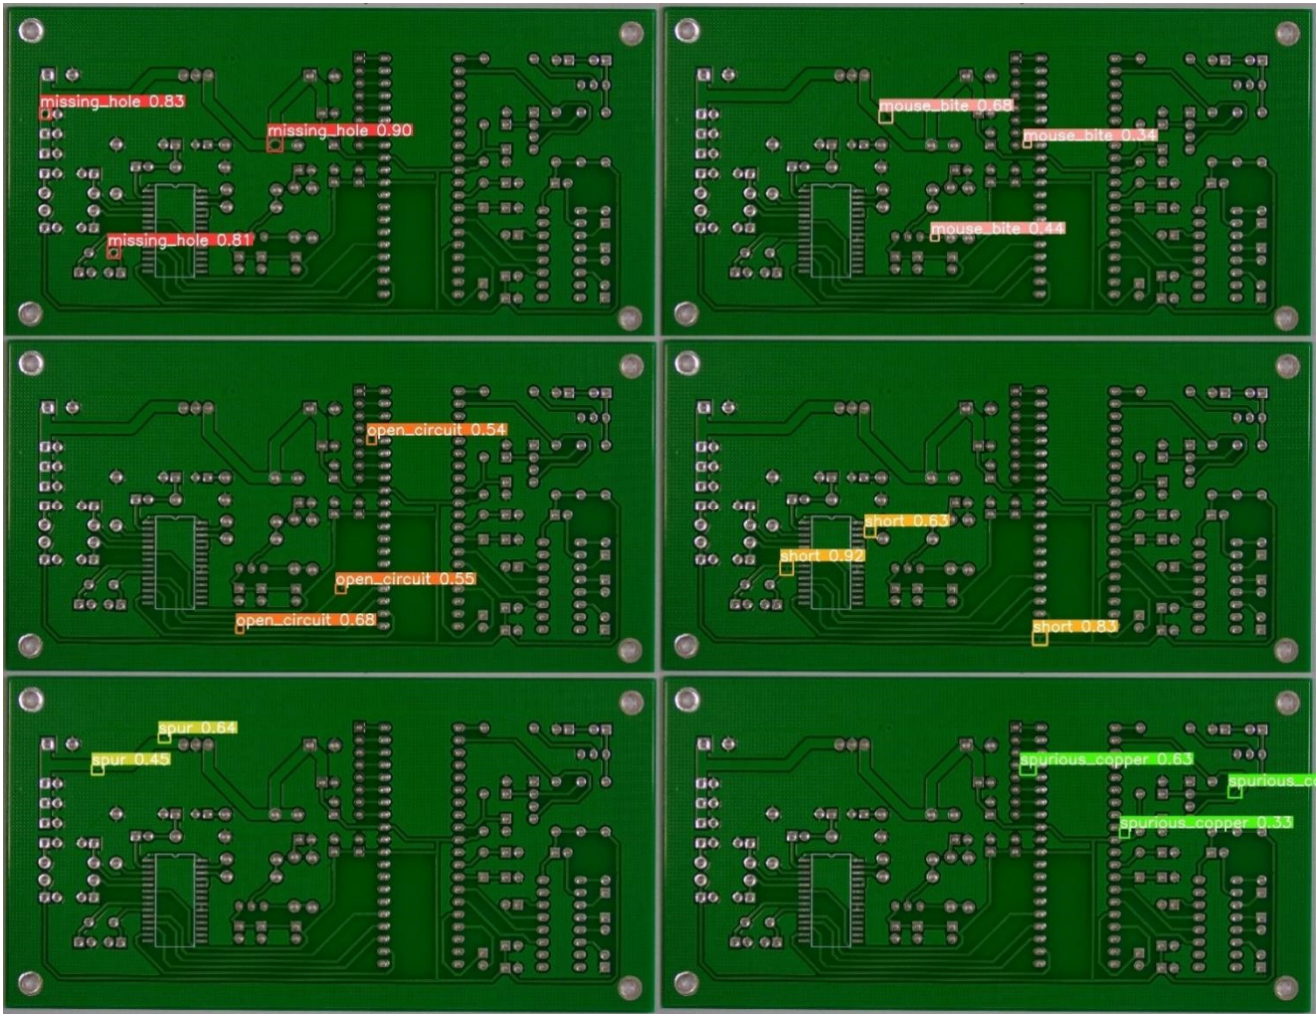 missing_hole 0.83
missing_hole 0.90
missing_hole 0.81
mouse_bite 0.68
mouse_bite 0.34
mouse_bite 0.44
open_circuit 0.54
open_circuit 0.55
open_circuit 0.68
short 0.63
short 0.92
short 0.83
spur 0.64
spur 0.45
spurious_copper 0.63
spurious_co
spurious_copper 0.33